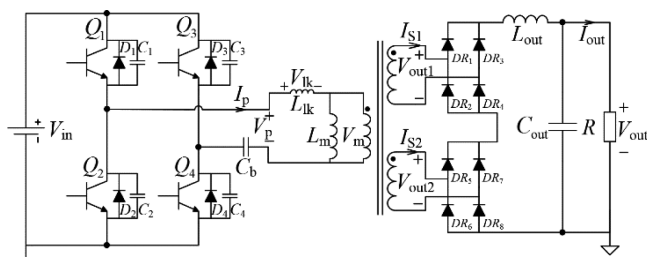 Q1
D1
C1
Q3
D3
C3
Vin
Ip
+ Vlk −
Llk
Vp
+
−
Lm
Vm
Cb
Q2
D2
C2
Q4
D4
C4
IS1
+
Vout1
−
IS2
+
Vout2
−
DR1
DR3
DR2
DR4
DR5
DR7
DR6
DR8
Lout
Iout
Cout
R
+
Vout
−